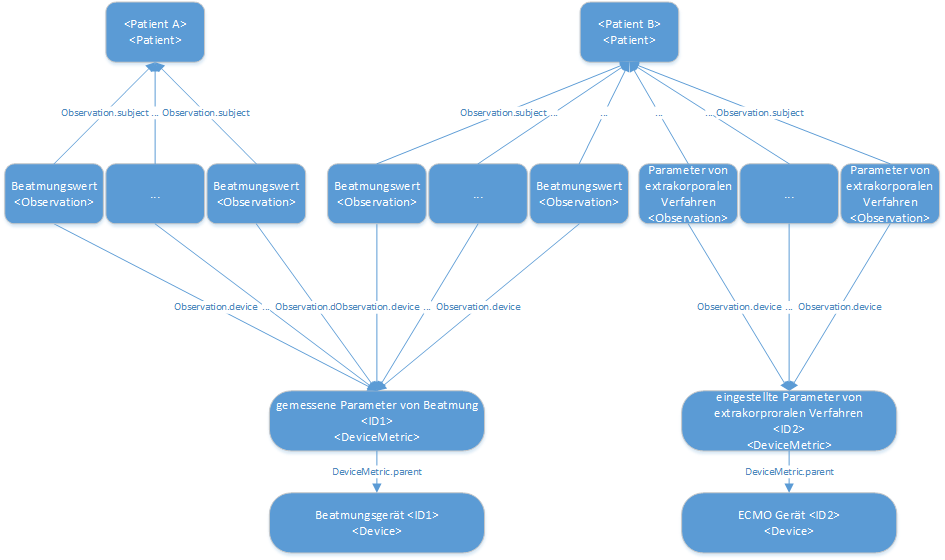 <Patient A>
<Patient>
<Patient B>
<Patient>
Observation.subject
...
Observation.subject
Observation.subject
...
...
...
...
Observation.subject
Beatmungswert
<Observation>
...
Beatmungswert
<Observation>
Beatmungswert
<Observation>
...
Beatmungswert
<Observation>
Parameter von
extrakorporalen
Verfahren
<Observation>
...
Parameter von
extrakorporalen
Verfahren
<Observation>
Observation.device
...
Observation.d
Observation.device
...
Observation.device
Observation.device
...
Observation.device
gemessene Parameter von Beatmung
<ID1>
<DeviceMetric>
eingestellte Parameter von
extrakorproralen Verfahren
<ID2>
<DeviceMetric>
DeviceMetric.parent
DeviceMetric.parent
Beatmungsgerät <ID1>
<Device>
ECMO Gerät <ID2>
<Device>